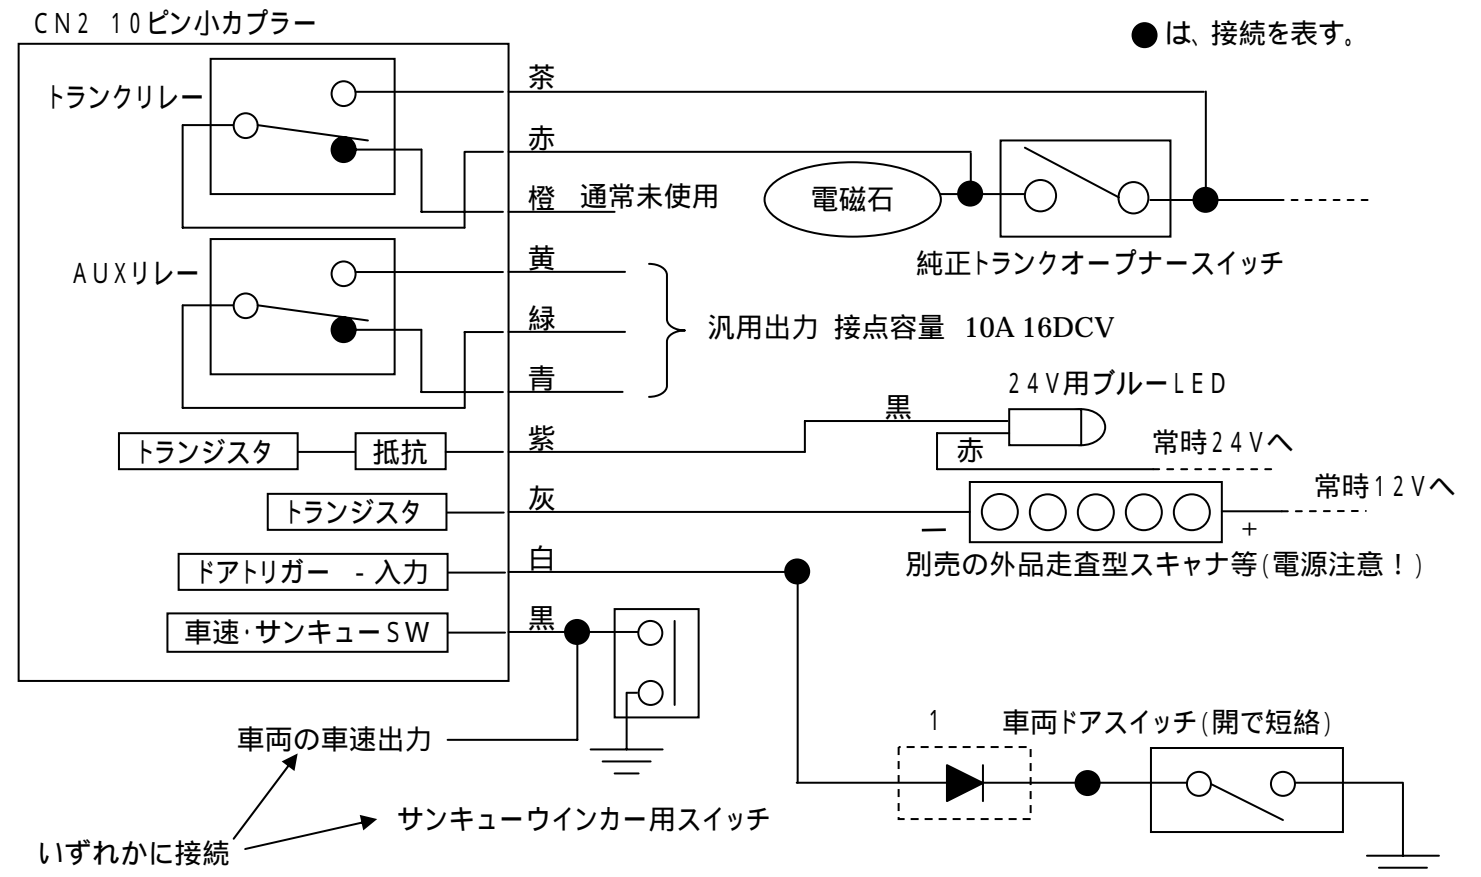 CN2 10ピン小カプラー
●は、接続を表す。
トランクリレー
茶
赤
橙 通常未使用
電磁石
純正トランクオープナースイッチ
AUXリレー
黄
緑
青
汎用出力 接点容量 10A 16DCV
24V用ブルーLED
黒
赤
常時24Vへ
トランジスタ
抵抗
紫
常時12Vへ
トランジスタ
灰
- +
別売の外品走査型スキャナ等(電源注意!)
ドアトリガー -入力
白
車速·サンキューSW
黒
車両の車速出力
1 車両ドアスイッチ(開で短絡)
サンキューウインカー用スイッチ
いずれかに接続